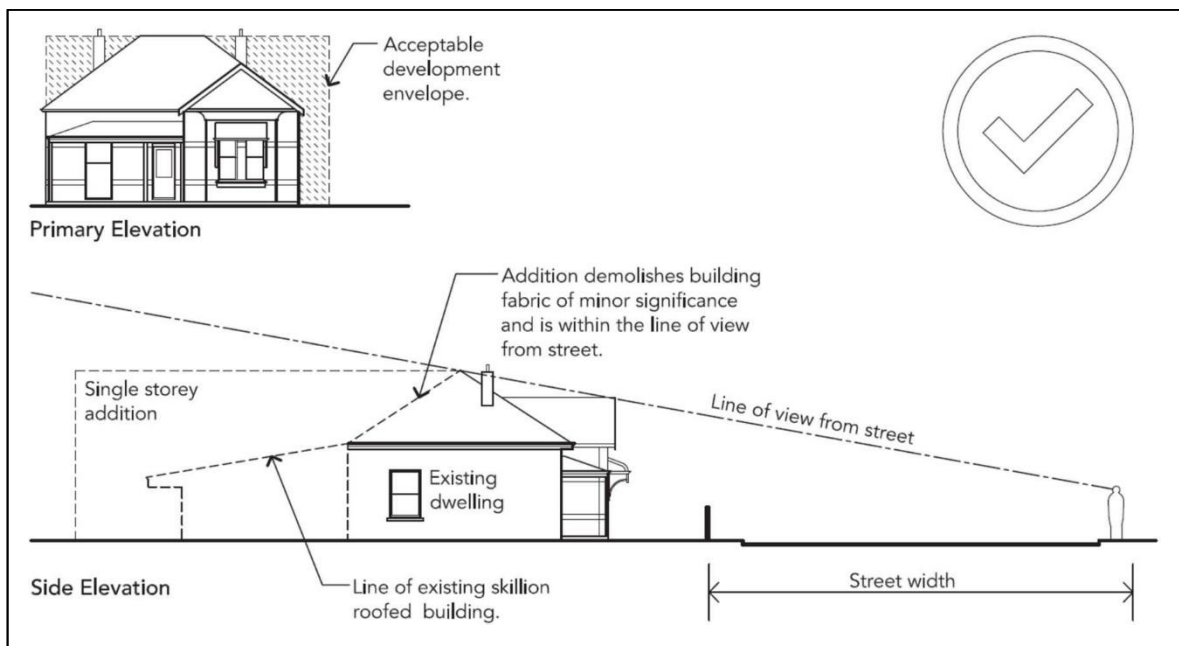 Acceptable
development
envelope.
Primary Elevation
Addition demolishes building
fabric of minor significance
and is within the line of view
from street.
Single storey
addition
Line of view from street
Existing
dwelling
Side Elevation
Line of existing skillion
roofed building.
Street width